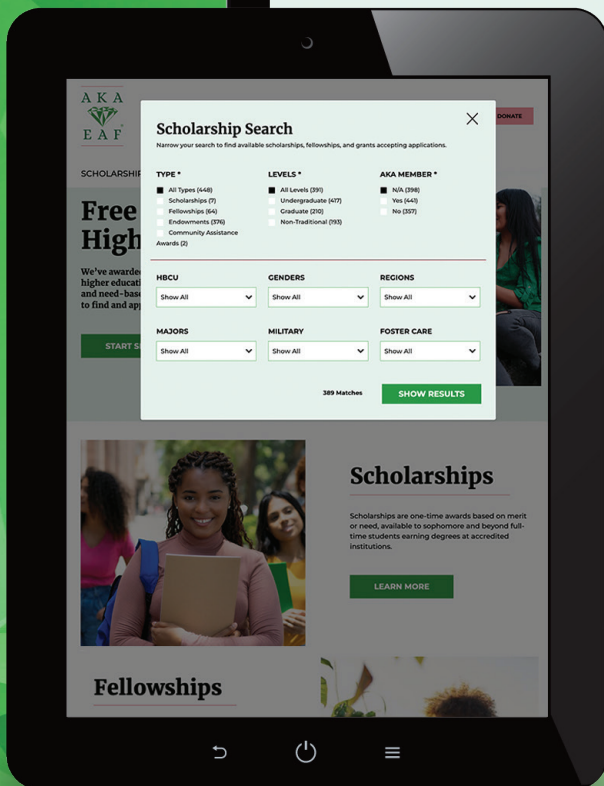 AKA
EAF
DONATE
SCHOLARSHIP
Free
High
We've awarded
higher educati
and need-base
to find and app
START S
Scholarship Search
Narrow your search to find available scholarships, fellowships, and grants accepting applications.
TYPE *
All Types (448)
Scholarships (7)
Fellowships (64)
Endowments (376)
Community Assistance
Awards (2)
LEVELS *
All Levels (391)
Undergraduate (417)
Graduate (210)
Non-Traditional (193)
AKA MEMBER *
N/A (398)
Yes (441)
No (357)
HBCU
Show All
GENDERS
Show All
REGIONS
Show All
MAJORS
Show All
MILITARY
Show All
FOSTER CARE
Show All
389 Matches
SHOW RESULTS
Scholarships
Scholarships are one-time awards based on merit
or need, available to sophomore and beyond full-
time students earning degrees at accredited
institutions.
LEARN MORE
Fellowships